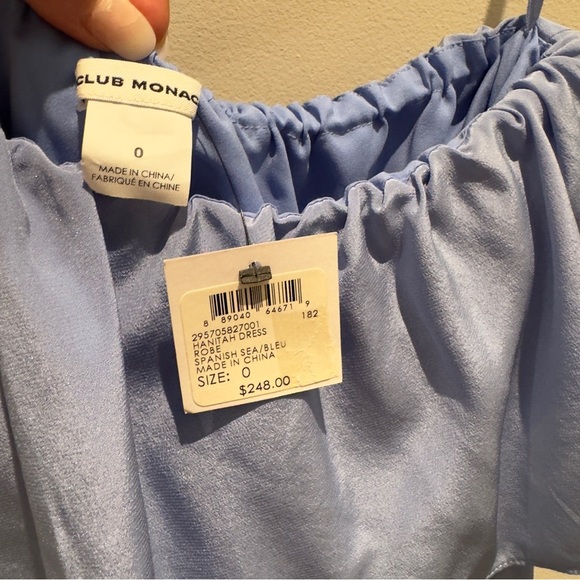 CLUB MONAC
0
MADE IN CHINA/
FABRIQUÉ EN CHINE
8 89040 64671 9
182
295705827001
HANITAH DRESS
ROBE
SPANISH SEA/BLEU
MADE IN CHINA
SIZE: 0
$248.00